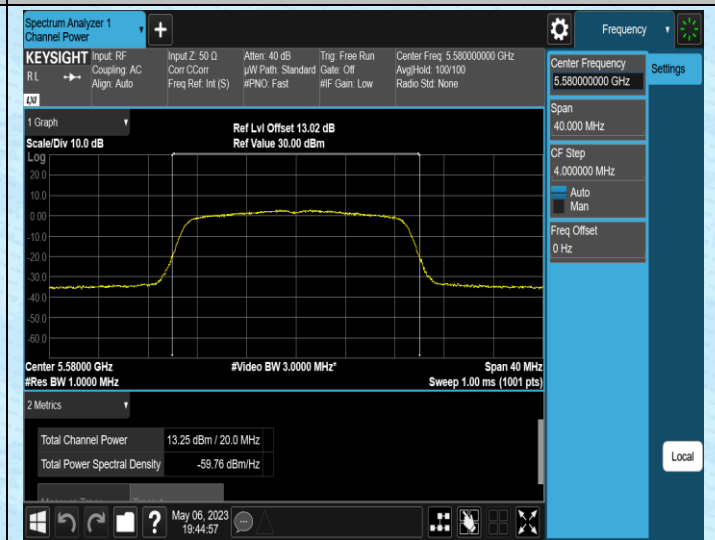 Spectrum Analyzer 1
Channel Power
Frequency
KEYSIGHT
RL
LXI
Input: RF
Coupling: AC
Align: Auto
Input Z: 50 Ω
Corr CCorr
Freq Ref: Int (S)
Atten: 40 dB
µW Path: Standard
#PNO: Fast
Trig: Free Run
Gate: Off
#IF Gain: Low
Center Freq: 5.580000000 GHz
Avg|Hold: 100/100
Radio Std: None
Center Frequency
5.580000000 GHz
Settings
Span
40.000 MHz
CF Step
4.000000 MHz
Auto
Man
Freq Offset
0 Hz
1 Graph
Scale/Div 10.0 dB
Ref Lvl Offset 13.02 dB
Ref Value 30.00 dBm
Log
20.0
10.0
0.00
-10.0
-20.0
-30.0
-40.0
-50.0
-60.0
Center 5.58000 GHz
#Video BW 3.0000 MHz*
Span 40 MHz
#Res BW 1.0000 MHz
Sweep 1.00 ms (1001 pts)
2 Metrics
Total Channel Power 13.25 dBm / 20.0 MHz
Total Power Spectral Density -59.76 dBm/Hz
Local
?
May 06, 2023
19:44:57